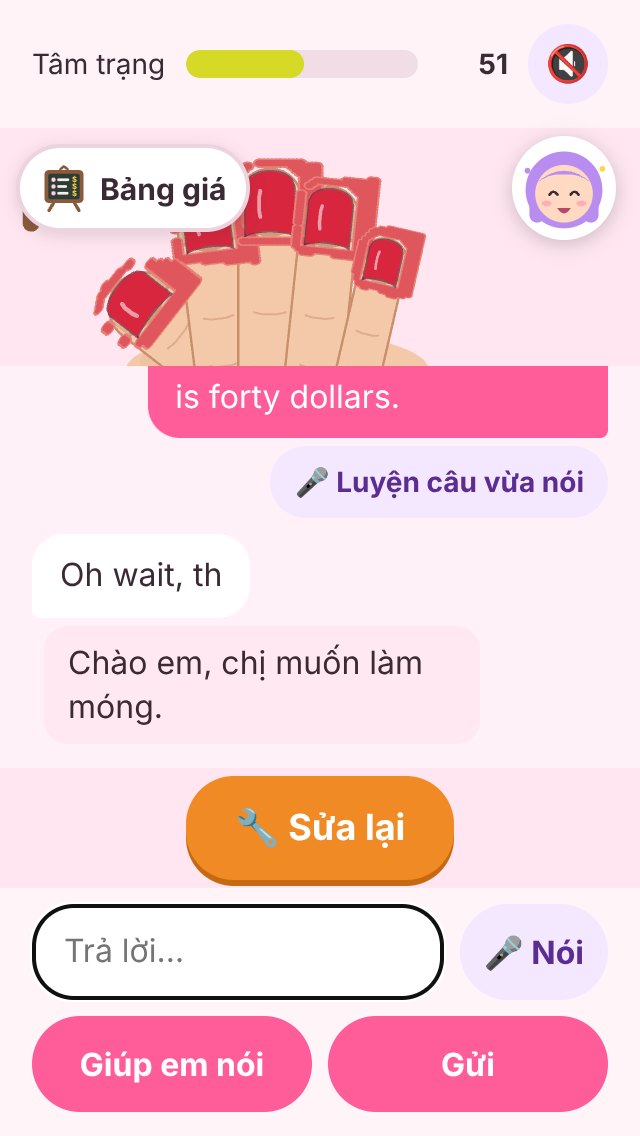 Tâm trạng 51
Bảng giá
is forty dollars.
Luyện câu vừa nói
Oh wait, th
Chào em, chị muốn làm
móng.
Sửa lại
Trả lời...
Nói
Giúp em nói
Gửi